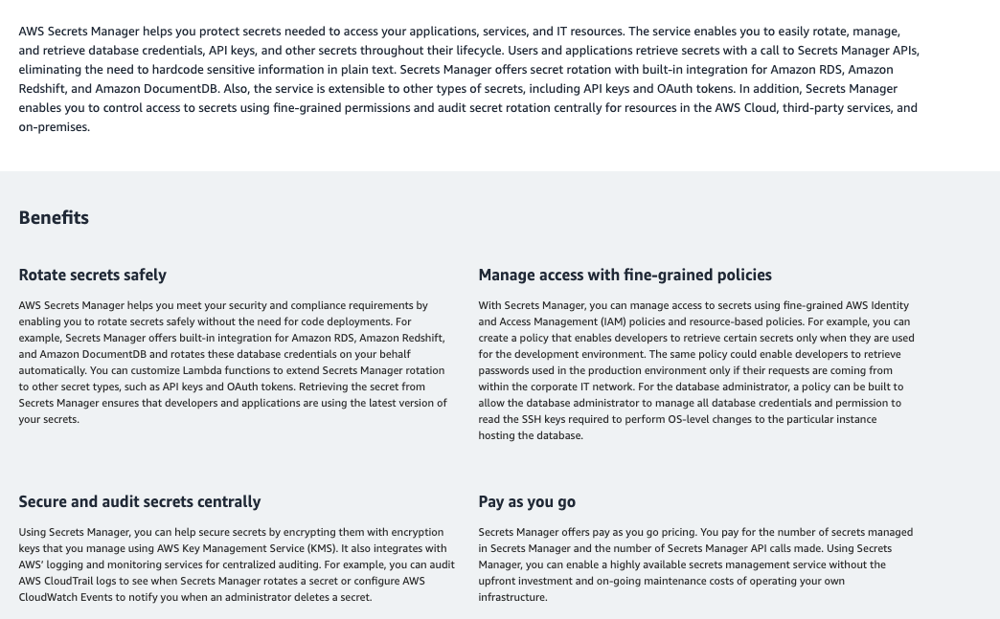 AWS Secrets Manager helps you protect secrets needed to access your applications, services, and IT resources. The service enables you to easily rotate, manage,
and retrieve database credentials, API keys, and other secrets throughout their lifecycle. Users and applications retrieve secrets with a call to Secrets Manager APIs,
eliminating the need to hardcode sensitive information in plain text. Secrets Manager offers secret rotation with built-in integration for Amazon RDS, Amazon
Redshift, and Amazon DocumentDB. Also, the service is extensible to other types of secrets, including API keys and OAuth tokens. In addition, Secrets Manager
enables you to control access to secrets using fine-grained permissions and audit secret rotation centrally for resources in the AWS Cloud, third-party services, and
on-premises.
Benefits
Rotate secrets safely
AWS Secrets Manager helps you meet your security and compliance requirements by
enabling you to rotate secrets safely without the need for code deployments. For
example, Secrets Manager offers built-in integration for Amazon RDS, Amazon Redshift,
and Amazon DocumentDB and rotates these database credentials on your behalf
automatically. You can customize Lambda functions to extend Secrets Manager rotation
to other secret types, such as API keys and OAuth tokens. Retrieving the secret from
Secrets Manager ensures that developers and applications are using the latest version of
your secrets.
Manage access with fine-grained policies
With Secrets Manager, you can manage access to secrets using fine-grained AWS Identity
and Access Management (IAM) policies and resource-based policies. For example, you can
create a policy that enables developers to retrieve certain secrets only when they are used
for the development environment. The same policy could enable developers to retrieve
passwords used in the production environment only if their requests are coming from
within the corporate IT network. For the database administrator, a policy can be built to
allow the database administrator to manage all database credentials and permission to
read the SSH keys required to perform OS-level changes to the particular instance
hosting the database.
Secure and audit secrets centrally
Using Secrets Manager, you can help secure secrets by encrypting them with encryption
keys that you manage using AWS Key Management Service (KMS). It also integrates with
AWS’ logging and monitoring services for centralized auditing. For example, you can audit
AWS CloudTrail logs to see when Secrets Manager rotates a secret or configure AWS
CloudWatch Events to notify you when an administrator deletes a secret.
Pay as you go
Secrets Manager offers pay as you go pricing. You pay for the number of secrets managed
in Secrets Manager and the number of Secrets Manager API calls made. Using Secrets
Manager, you can enable a highly available secrets management service without the
upfront investment and on-going maintenance costs of operating your own
infrastructure.